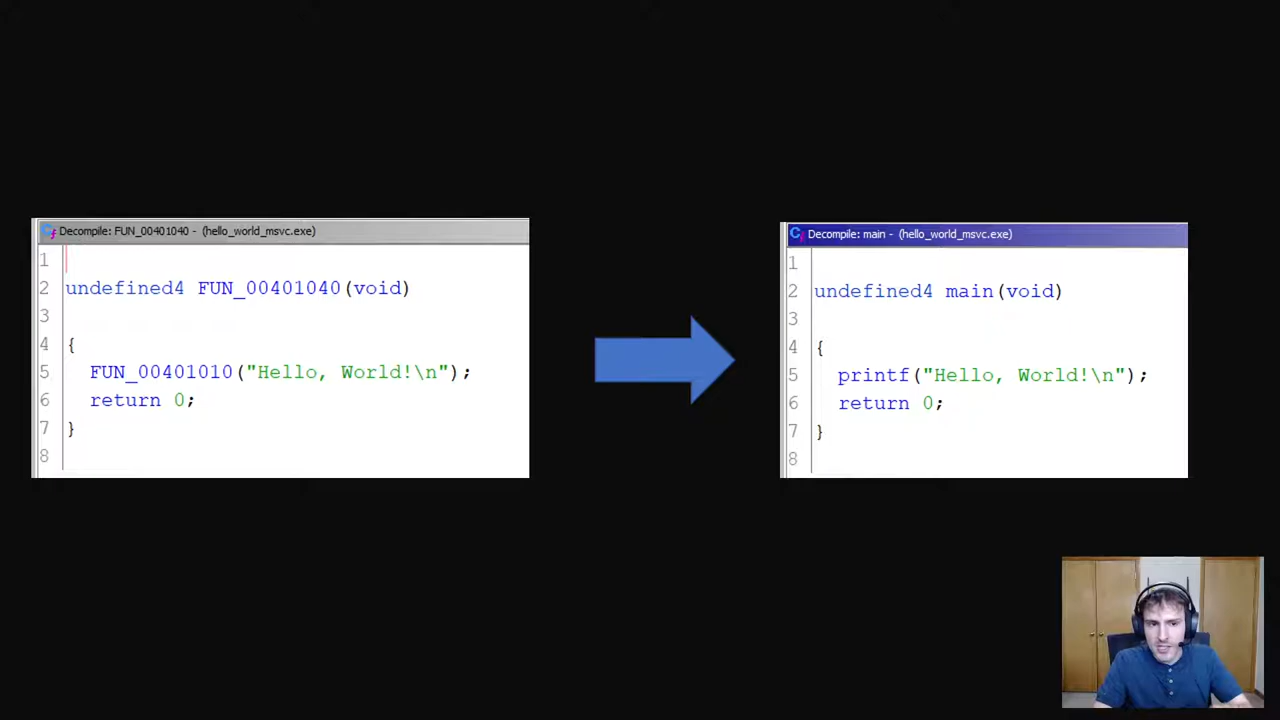 Decompile: FUN_00401040 - (hello_world_msvc.exe)
1
2 undefined4 FUN_00401040(void)
3
4 {
5 FUN_00401010("Hello, World!\n");
6 return 0;
7 }
8
Decompile: main - (hello_world_msvc.exe)
1
2 undefined4 main(void)
3
4 {
5 printf("Hello, World!\n");
6 return 0;
7 }
8